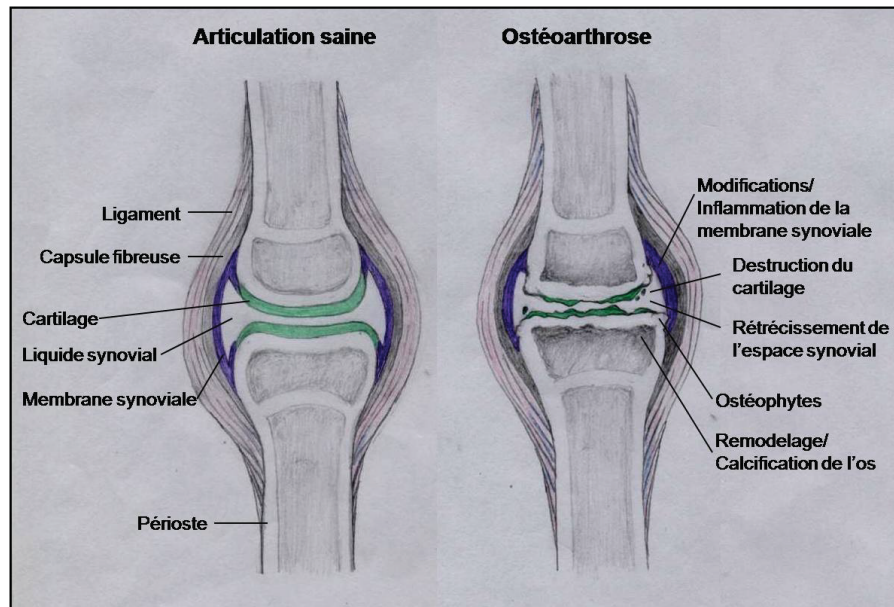 Articulation saine
Ostéoarthrose
Ligament
Capsule fibreuse
Cartilage
Liquide synovial
Membrane synoviale
Périoste
Modifications/
Inflammation de la
membrane synoviale
Destruction du
cartilage
Rétrécissement de
l'espace synovial
Ostéophytes
Remodelage/
Calcification de l'os